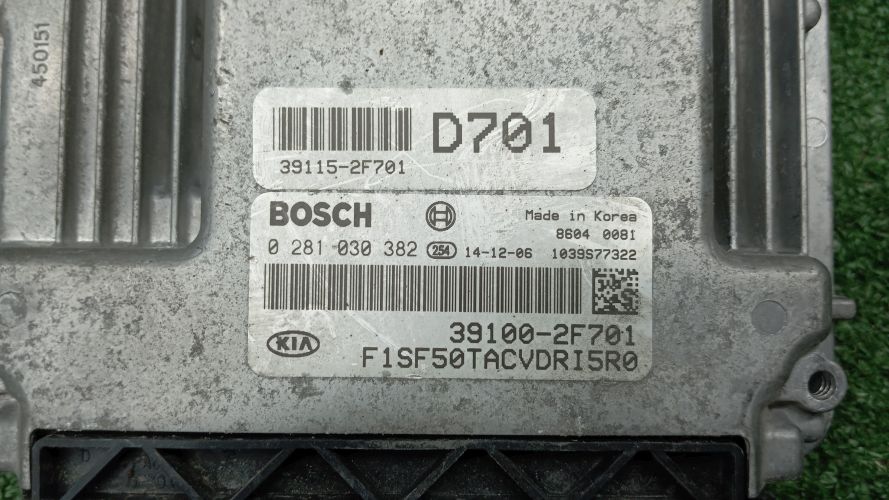 450151
D701
39115-2F701
BOSCH
Made in Korea
8604 0081
0 281 030 382 254 14-12-06 1039S77322
39100-2F701
KIA
F1SF50TACVDRI5R0